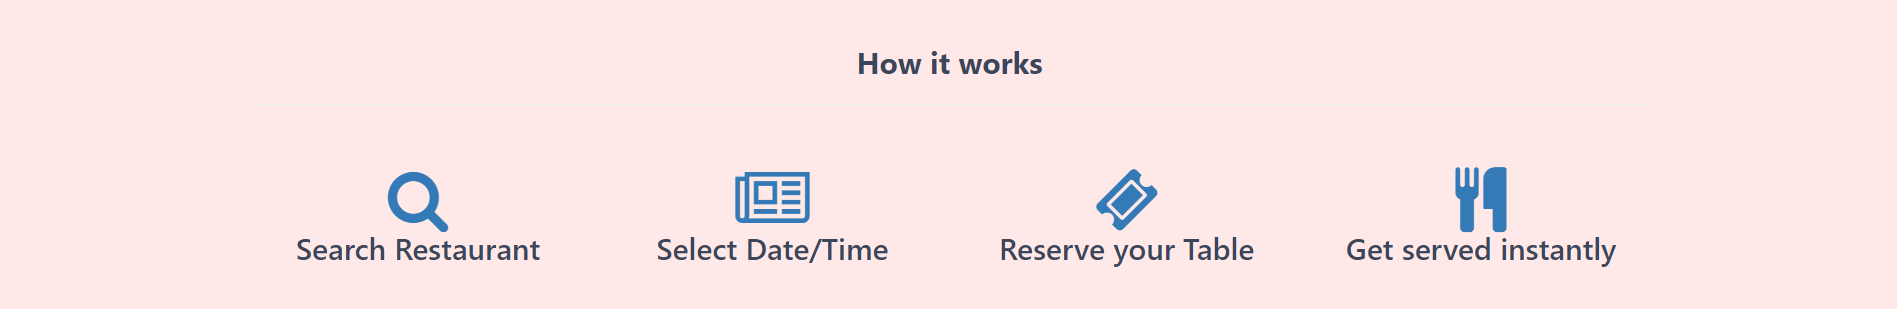 How it works
Search Restaurant
Select Date/Time
Reserve your Table
Get served instantly